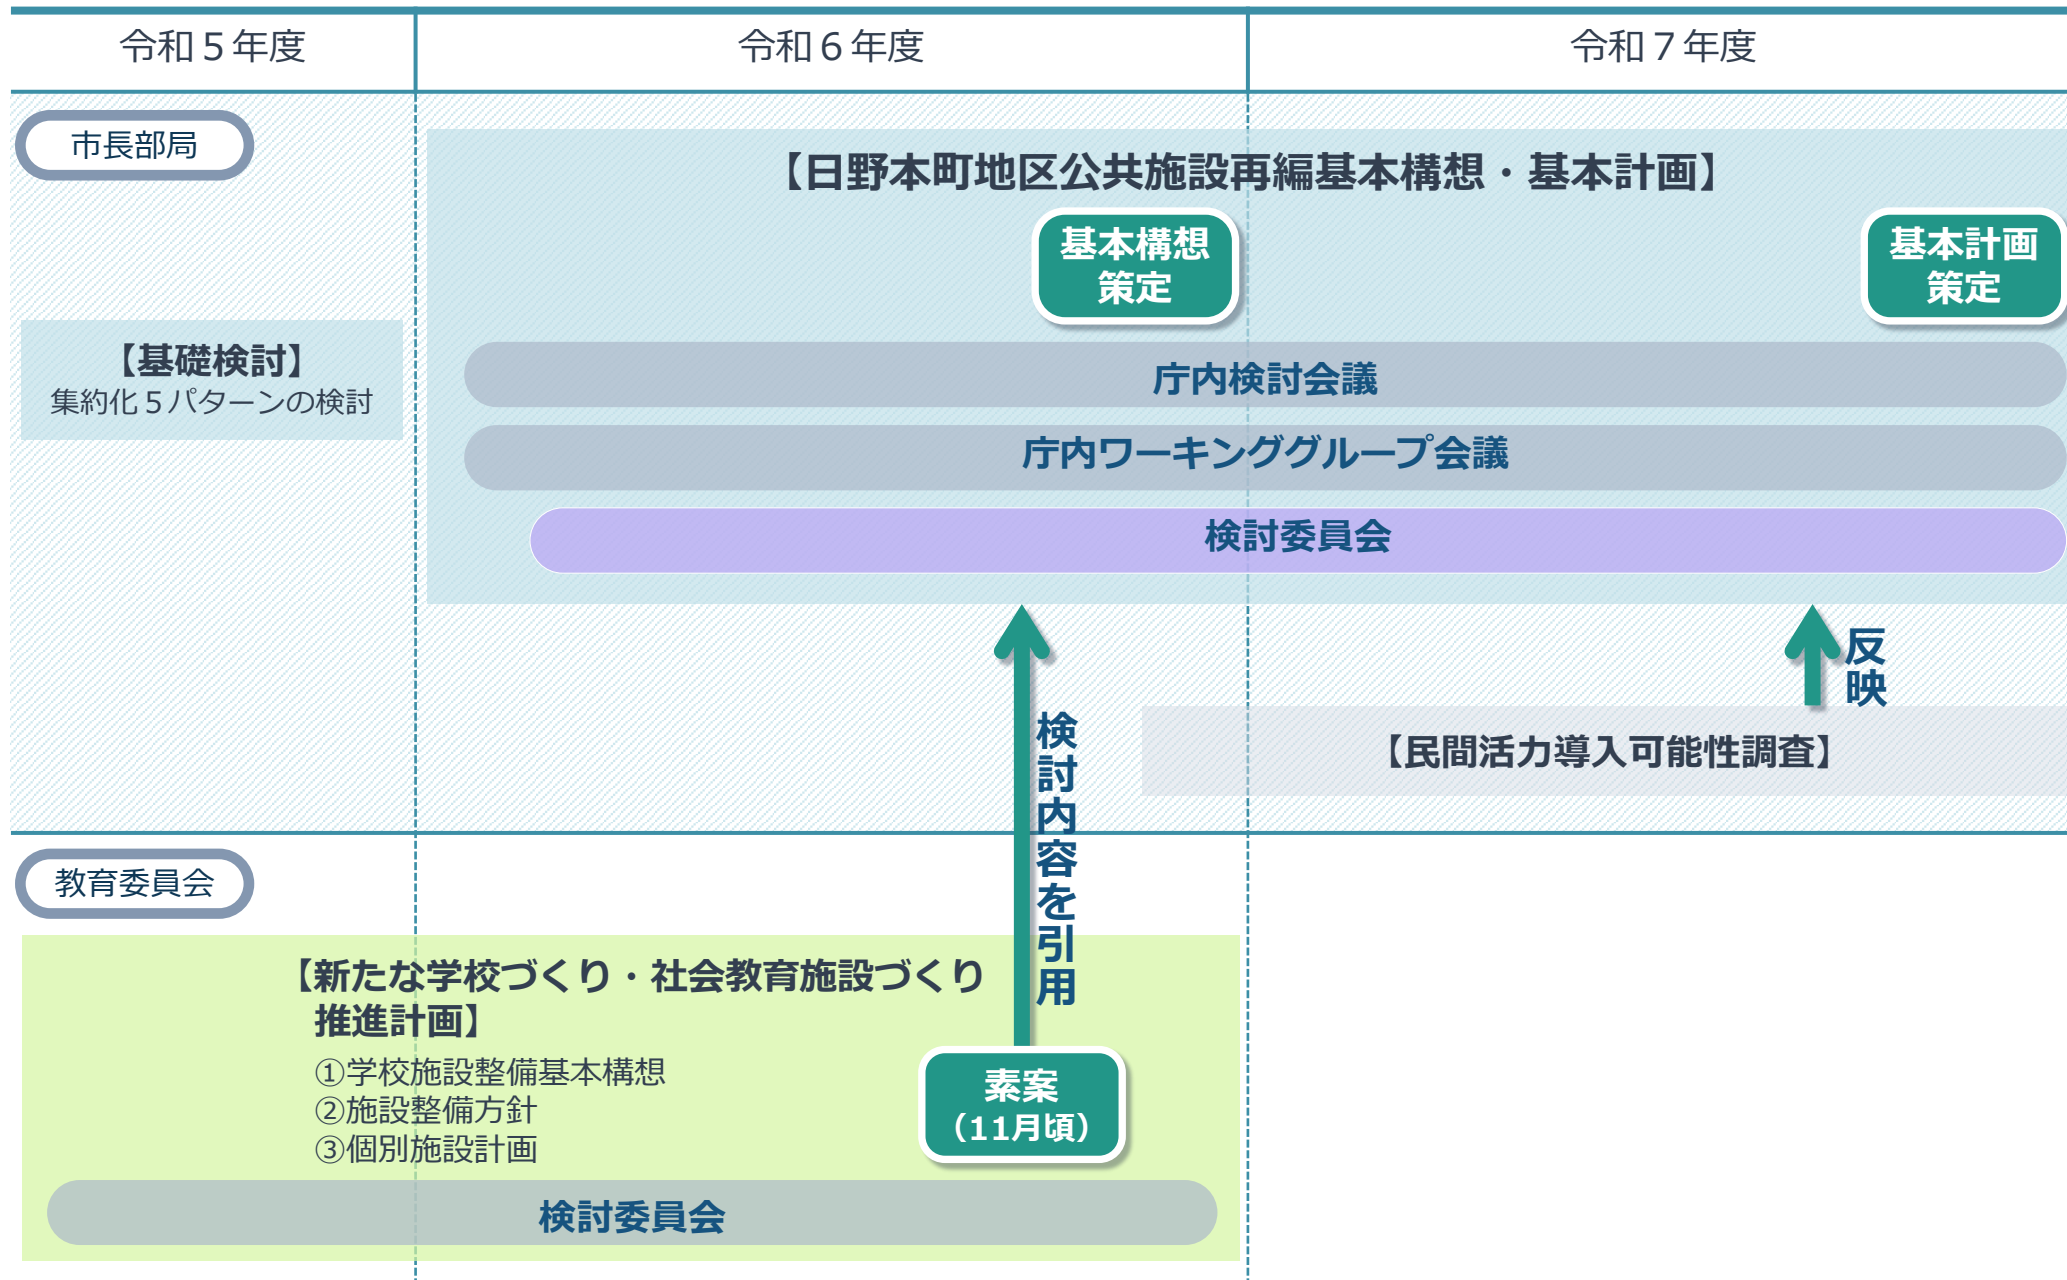 令和５年度
令和６年度
令和７年度
市長部局
【日野本町地区公共施設再編基本構想・基本計画】
基本構想
策定
基本計画
策定
【基礎検討】
集約化５パターンの検討
庁内検討会議
庁内ワーキンググループ会議
検討委員会
反映
検討内容を引用
【民間活力導入可能性調査】
教育委員会
【新たな学校づくり・社会教育施設づくり
推進計画】
①学校施設整備基本構想
②施設整備方針
③個別施設計画
素案
（11月頃）
検討委員会